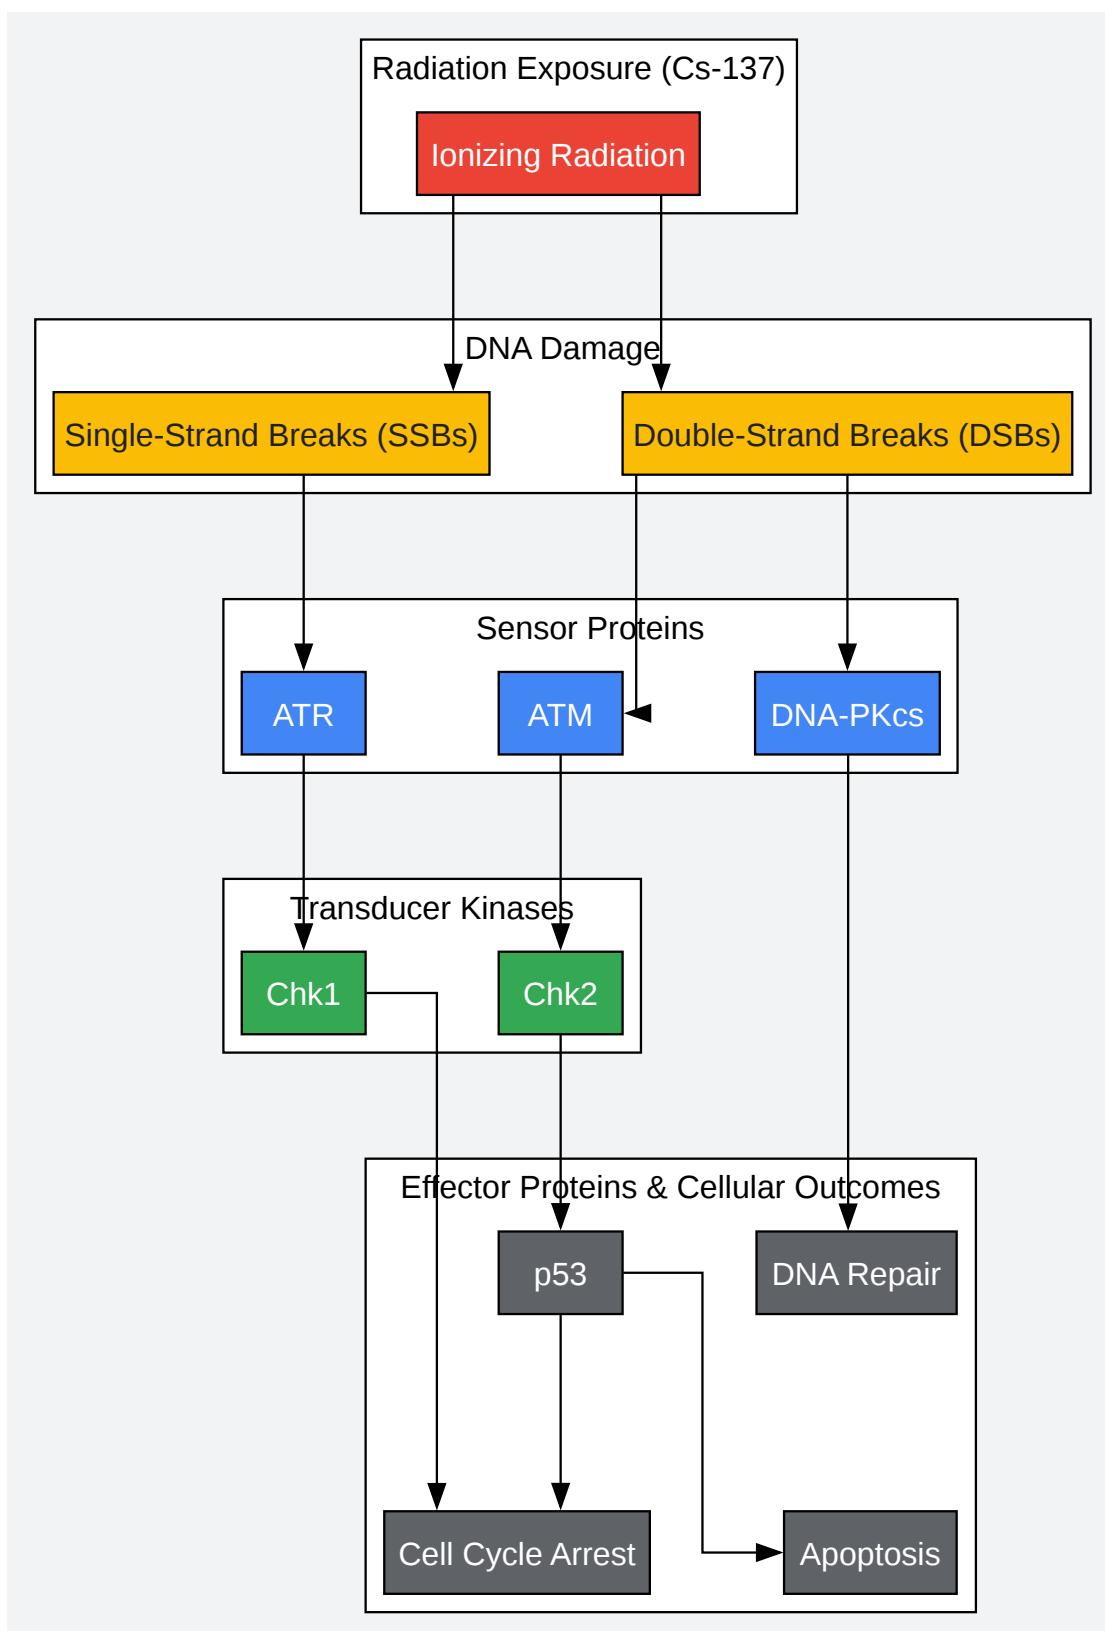 Radiation Exposure (Cs-137)
Ionizing Radiation
DNA Damage
Single-Strand Breaks (SSBs)
Double-Strand Breaks (DSBs)
Sensor Proteins
ATR
ATM
DNA-PKcs
Transducer Kinases
Chk1
Chk2
Effector Proteins & Cellular Outcomes
p53
DNA Repair
Cell Cycle Arrest
Apoptosis